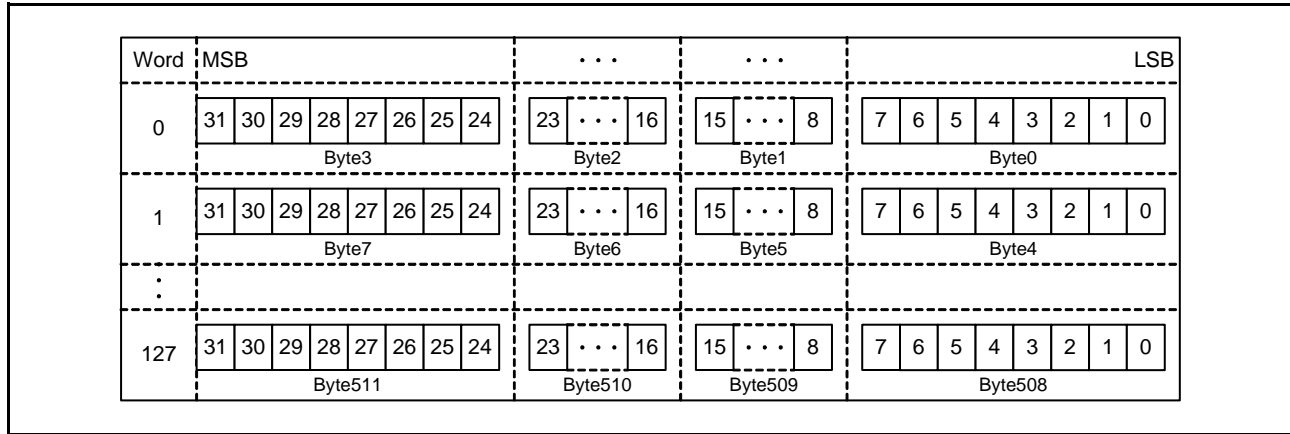 Word MSB ··· ··· LSB
0 31 30 29 28 27 26 25 24 23 ··· 16 15 ··· 8 7 6 5 4 3 2 1 0
Byte3 Byte2 Byte1 Byte0
1 31 30 29 28 27 26 25 24 23 ··· 16 15 ··· 8 7 6 5 4 3 2 1 0
Byte7 Byte6 Byte5 Byte4
⋮
127 31 30 29 28 27 26 25 24 23 ··· 16 15 ··· 8 7 6 5 4 3 2 1 0
Byte511 Byte510 Byte509 Byte508